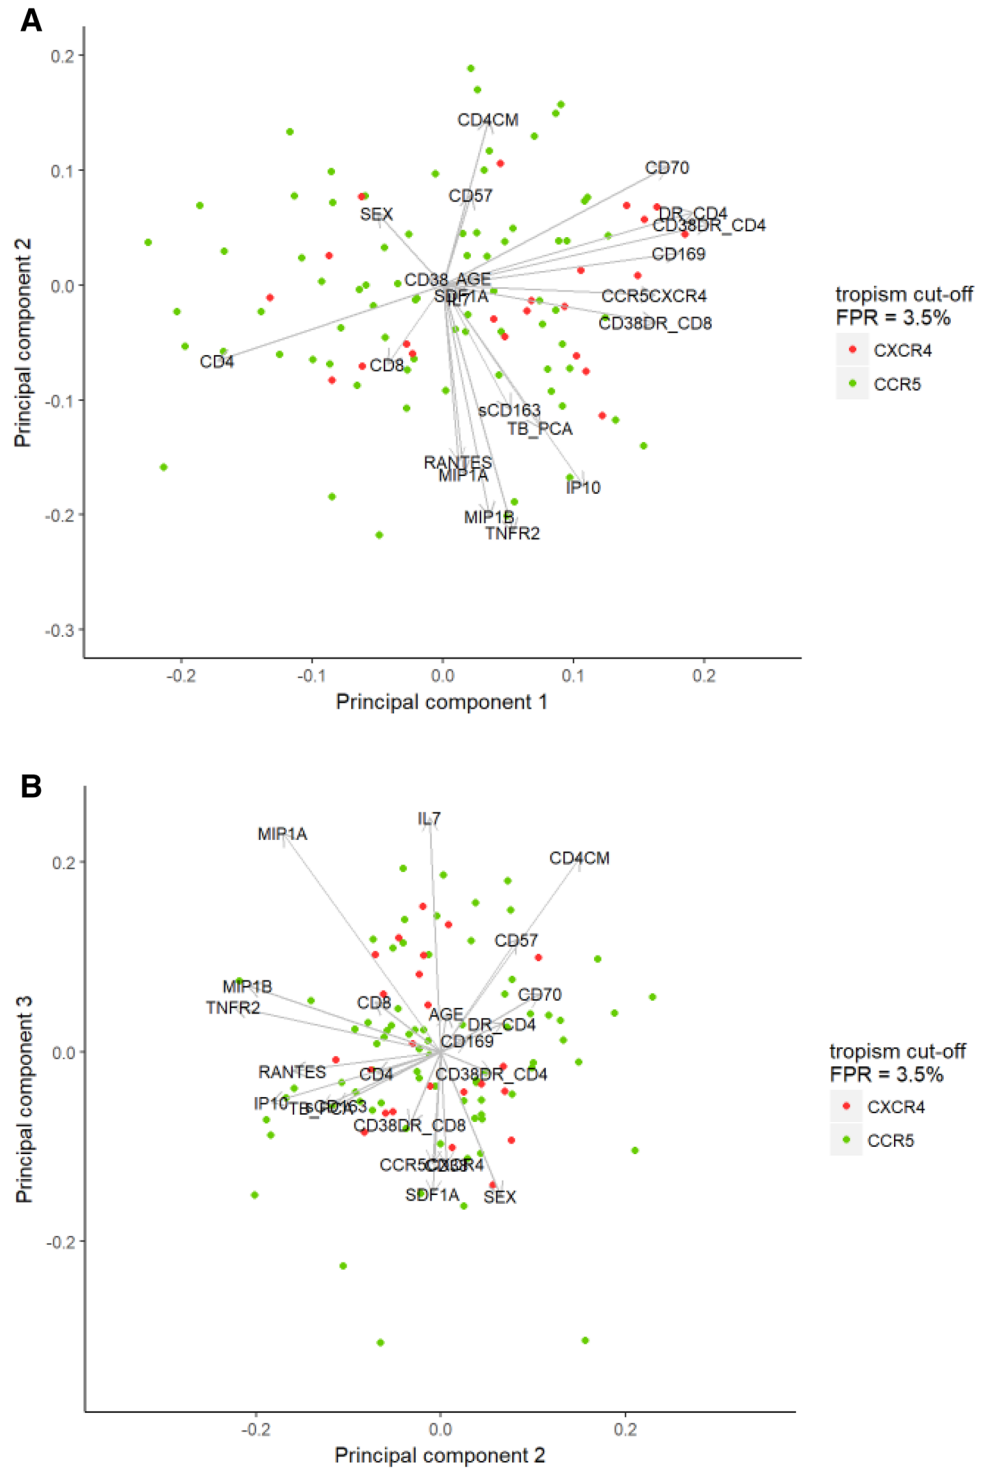 A
0.2
0.1
0.0
-0.1
-0.2
-0.3
Principal component 2
CD4CM
CD70
CD57
SEX
DR_CD4
CD38DR_CD4
CD169
CD38
AGE
SDF1A
IL7
CCR5CXCR4
CD38DR_CD8
CD4
CD8
sCD163
TB_PCA
RANTES
MIP1A
IP10
MIP1B
TNFR2
-0.2
-0.1
0.0
0.1
0.2
Principal component 1
tropism cut-off
FPR = 3.5%
CXCR4
CCR5
B
0.2
0.0
-0.2
Principal component 3
IL7
MIP1A
CD4CM
CD57
MIP1B
CD8
CD70
TNFR2
AGE
DR_CD4
CD169
RANTES
CD4
CD38DR_CD4
IP10
TB_PCA
sCD163
CD38DR_CD8
CCR5CXCR4
CD38
SDF1A
SEX
-0.2
0.0
0.2
Principal component 2
tropism cut-off
FPR = 3.5%
CXCR4
CCR5